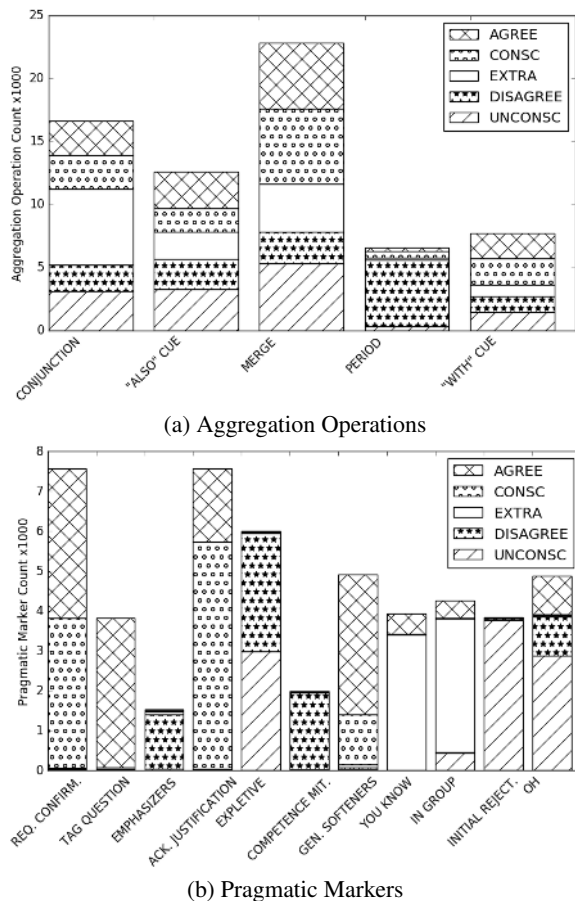 25
20
15
10
5
0
Aggregation Operation Count x1000
AGREE
CONSC
EXTRA
DISAGREE
UNCONSC
CONJUNCTION
"ALSO" CUE
MERGE
PERIOD
"WITH" CUE
(a) Aggregation Operations
8
7
6
5
4
3
2
1
0
Pragmatic Marker Count x1000
AGREE
CONSC
EXTRA
DISAGREE
UNCONSC
REQ. CONFIRM.
TAG QUESTION
EMPHASIZERS
ACK. JUSTIFICATION
EXPLETIVE
COMPETENCE MIT.
GEN. SOFTENERS
YOU KNOW
IN GROUP
INITIAL REJECT.
OH
(b) Pragmatic Markers